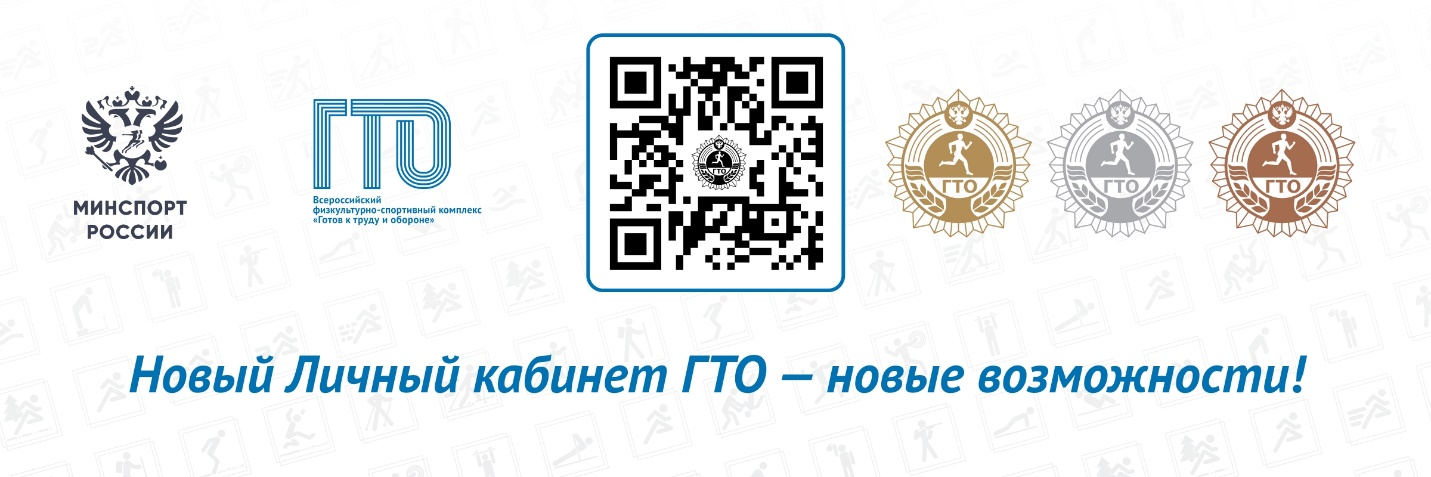 МИНСПОРТ
РОССИИ
ГТО
Всероссийский
физкультурно-спортивный комплекс
«Готов к труду и обороне»
ГТО
ГТО
ГТО
ГТО
Новый Личный кабинет ГТО – новые возможности!